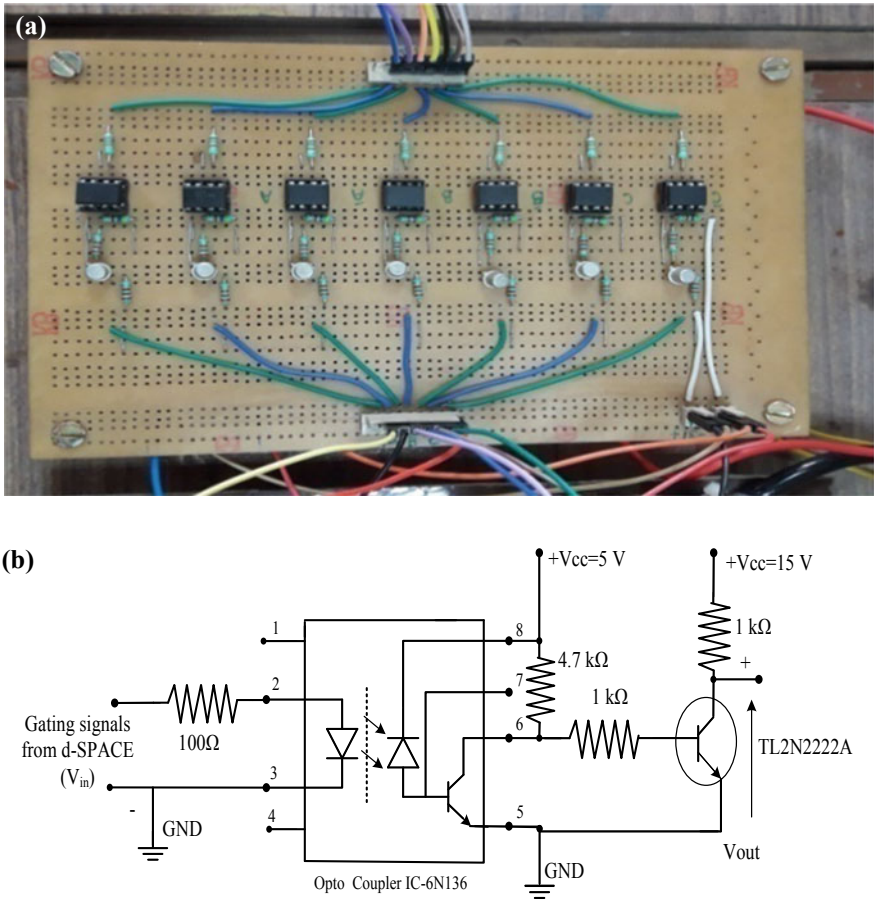 (a)
A
A
B
B
C
C
(b)
+Vcc=5 V
+Vcc=15 V
1
8
1 kΩ
4.7 kΩ
+
7
2
1 kΩ
6
Gating signals
from d-SPACE
(Vin)
100Ω
TL2N2222A
3
4
5
-
GND
GND
Vout
Opto Coupler IC-6N136